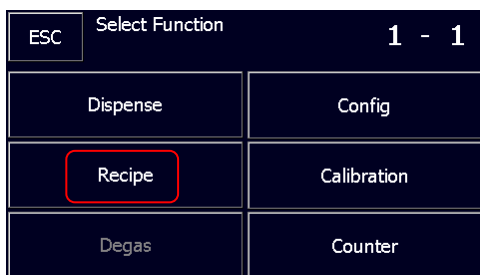 ESC Select Function 1 - 1
Dispense Config
Recipe Calibration
Degas Counter